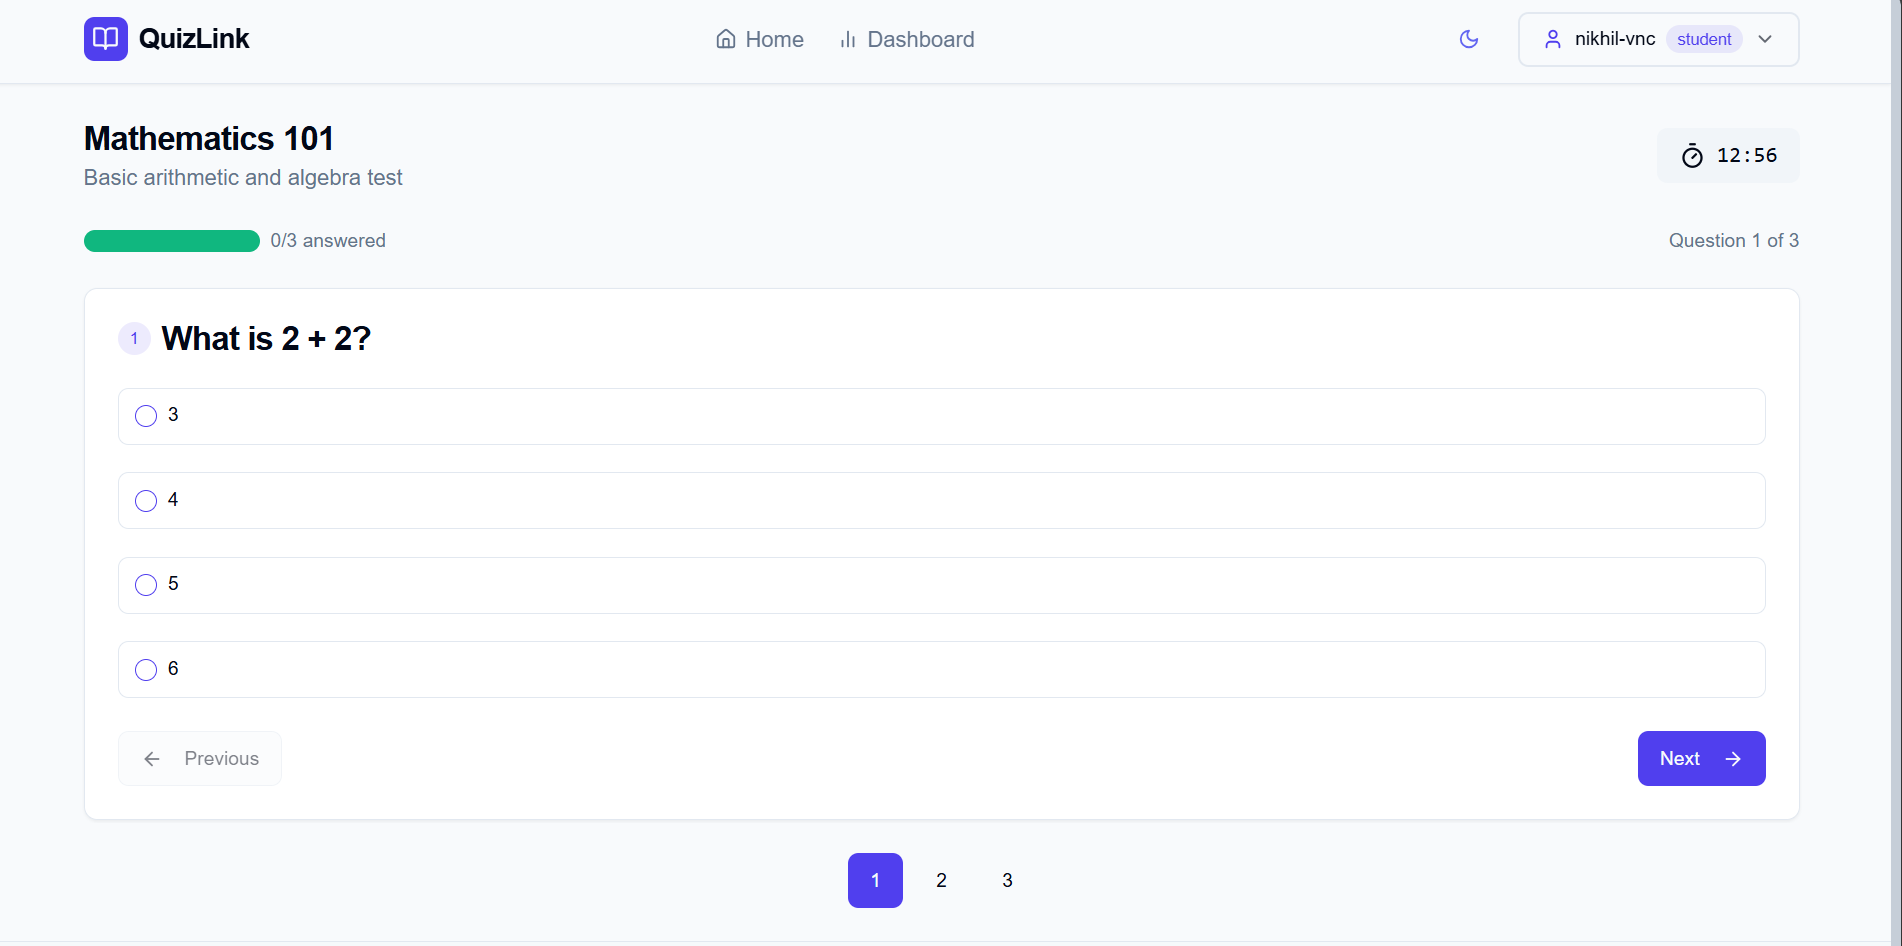 QuizLink
Home
Dashboard
nikhil-vnc student
Mathematics 101
12:56
Basic arithmetic and algebra test
0/3 answered
Question 1 of 3
1 What is 2 + 2?
3
4
5
6
Previous
Next
1 2 3